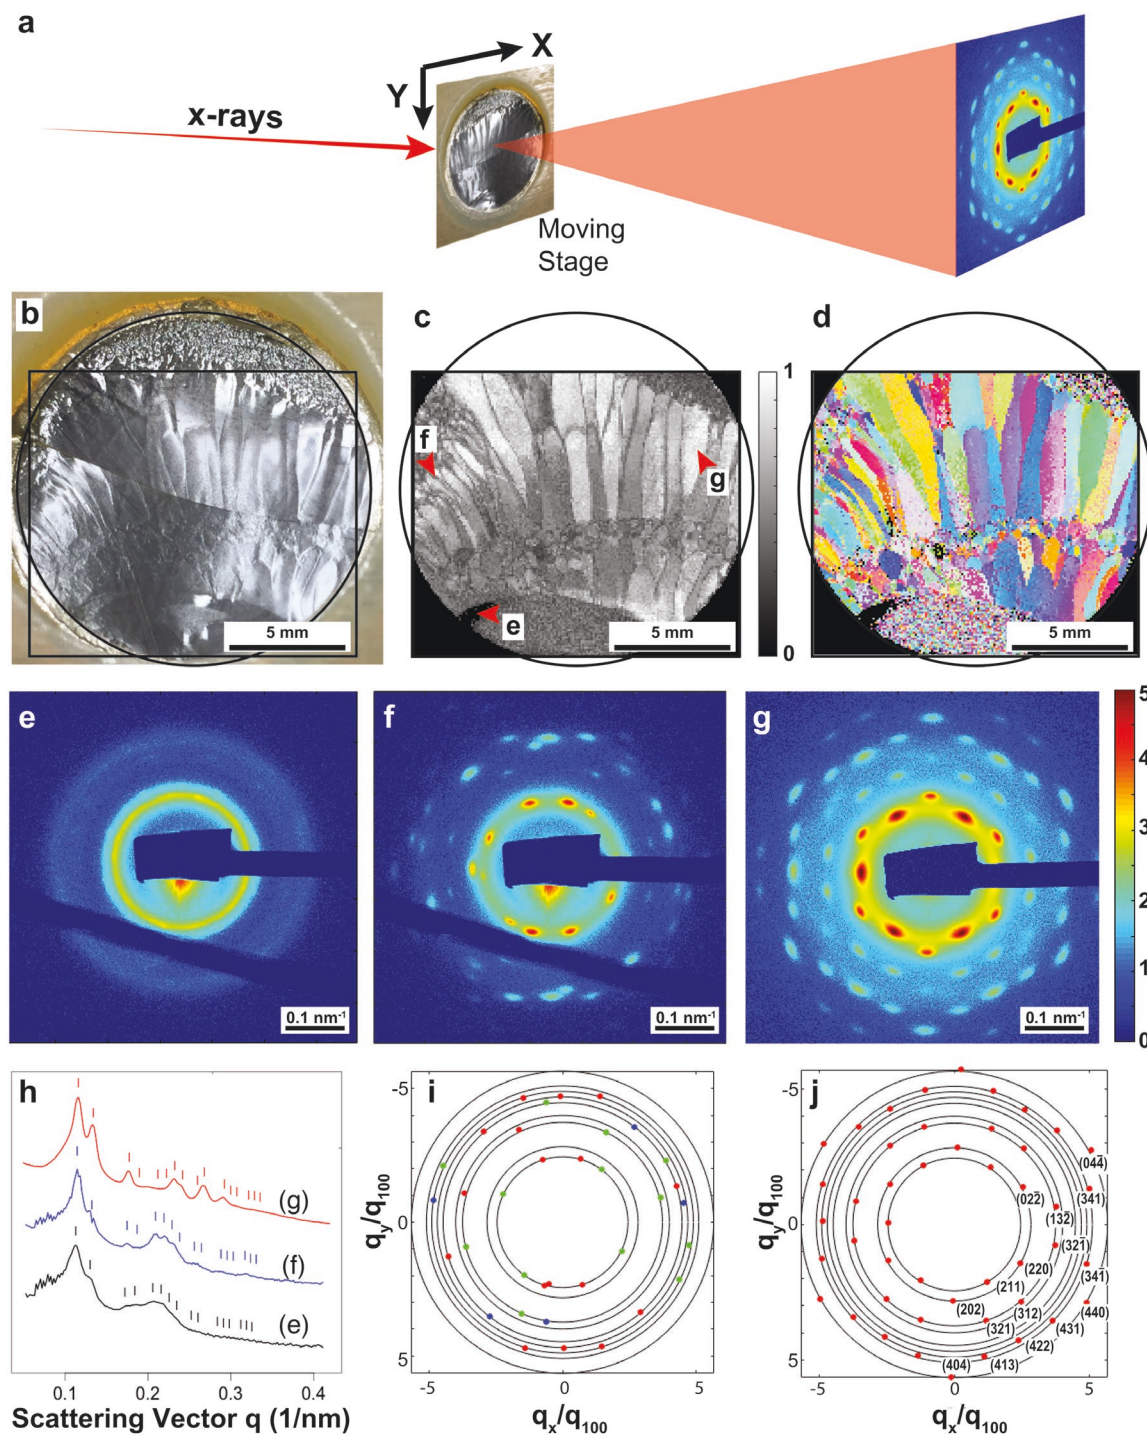 a
X
Y
x-rays
Moving
Stage
b
5 mm
c
f
g
e
5 mm
1
0
d
5 mm
e
0.1 nm⁻¹
f
0.1 nm⁻¹
g
0.1 nm⁻¹
5
4
3
2
1
0
h
(g)
(f)
(e)
0.1 0.2 0.3 0.4
Scattering Vector q (1/nm)
i
-5
0
5
-5 0 5
q_y/q_100
q_x/q_100
j
-5
0
5
-5 0 5
q_y/q_100
q_x/q_100
(044̄)
(341)
(022̄)
(132̄)
(321̄)
(220)
(341̄)
(211)
(202)
(312)
(440)
(321)
(431)
(422)
(404)
(413)